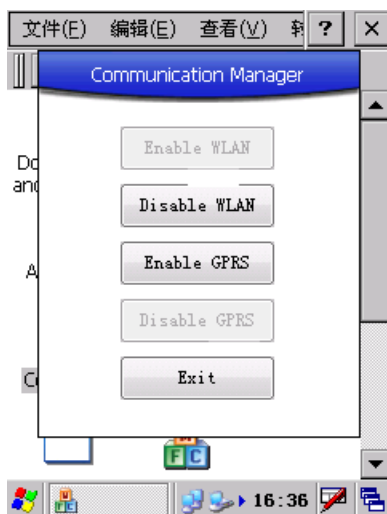 文件(F) 编辑(E) 查看(V) ?
Communication Manager
Enable WLAN
Disable WLAN
Enable GPRS
Disable GPRS
Exit
M
F C
16:36